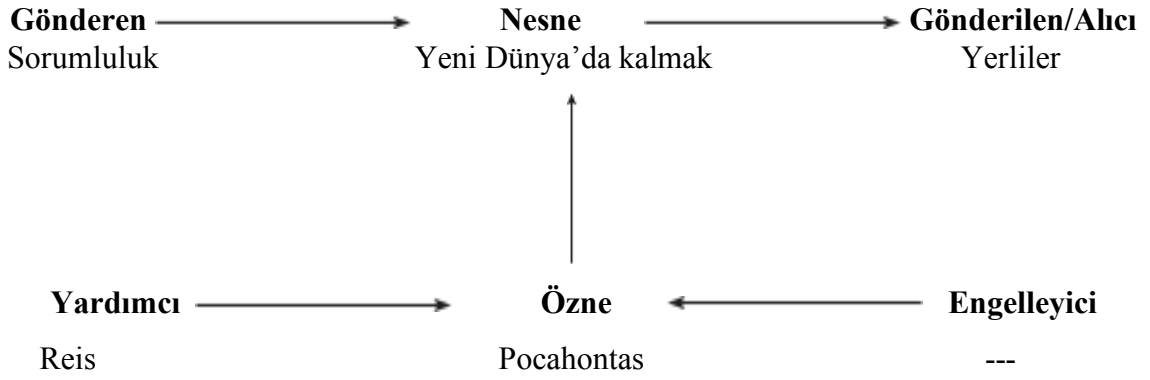 Gönderen Nesne Gönderilen/Alıcı
Sorumluluk Yeni Dünya’da kalmak Yerliler
Yardımcı Özne Engelleyici
Reis Pocahontas ---